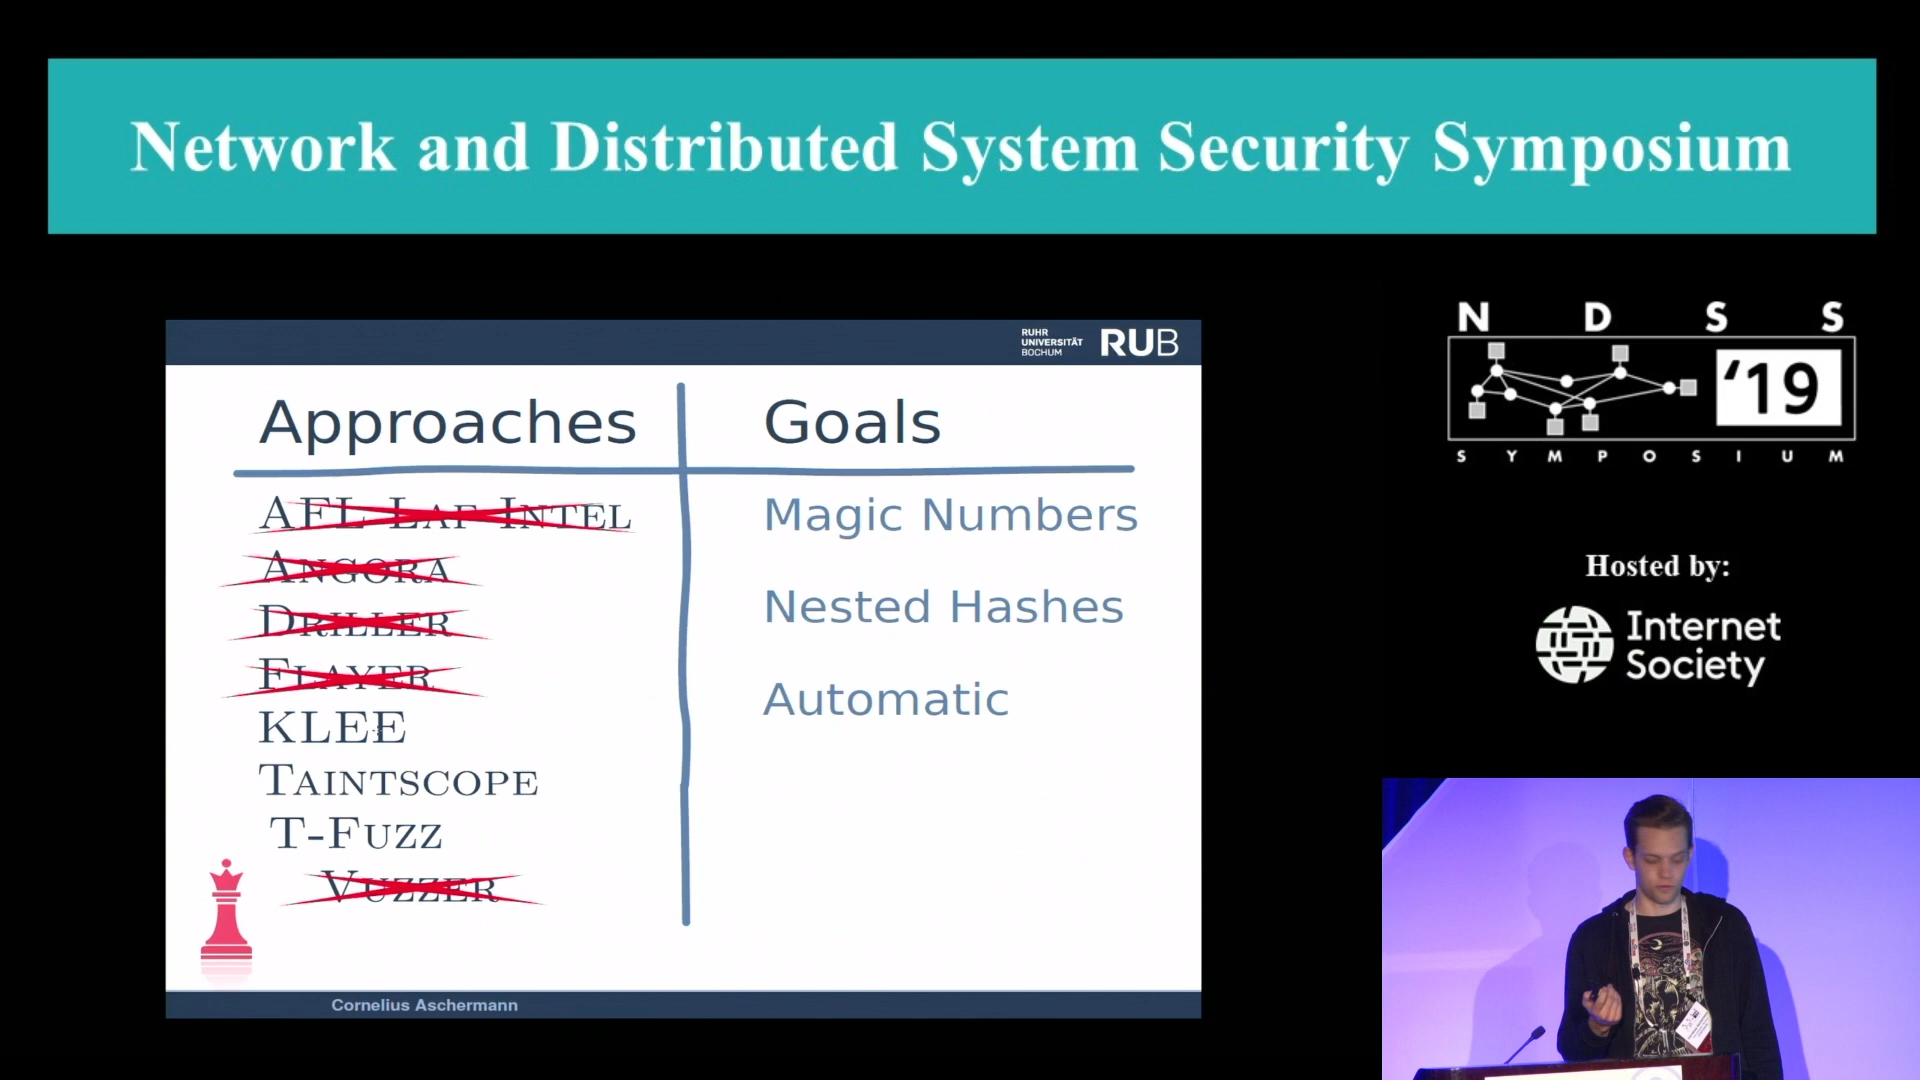 Network and Distributed System Security Symposium
RUHR
UNIVERSITÄT
BOCHUM
RUB
Approaches
Goals
AFL-LAF-INTEL
ANGORA
DRILLER
FLAYER
KLEE
TAINTSCOPE
T-FUZZ
VUZZER
Magic Numbers
Nested Hashes
Automatic
Cornelius Aschermann
N D S S
'19
S Y M P O S I U M
Hosted by:
Internet
Society